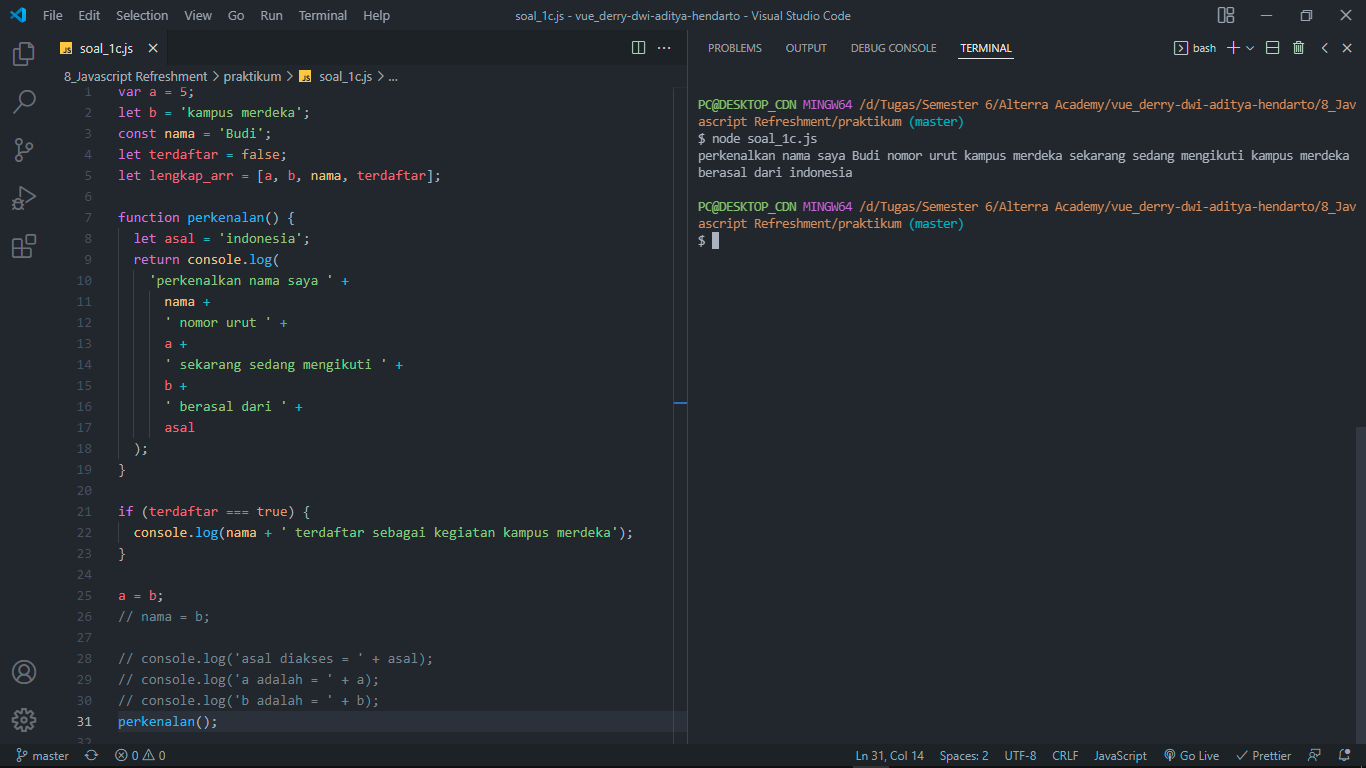 File Edit Selection View Go Run Terminal Help soal_1c.js - vue_derry-dwi-aditya-hendarto - Visual Studio Code
JS soal_1c.js
8_Javascript Refreshment > praktikum > JS soal_1c.js > ...
1 var a = 5;
2 let b = 'kampus merdeka';
3 const nama = 'Budi';
4 let terdaftar = false;
5 let lengkap_arr = [a, b, nama, terdaftar];
6
7 function perkenalan() {
8 let asal = 'indonesia';
9 return console.log(
10 'perkenalkan nama saya ' +
11 nama +
12 ' nomor urut ' +
13 a +
14 ' sekarang sedang mengikuti ' +
15 b +
16 ' berasal dari ' +
17 asal
18 );
19 }
20
21 if (terdaftar === true) {
22 console.log(nama + ' terdaftar sebagai kegiatan kampus merdeka');
23 }
24
25 a = b;
26 // nama = b;
27
28 // console.log('asal diakses = ' + asal);
29 // console.log('a adalah = ' + a);
30 // console.log('b adalah = ' + b);
31 perkenalan();
32
PROBLEMS OUTPUT DEBUG CONSOLE TERMINAL bash
PC@DESKTOP_CDN MINGW64 /d/Tugas/Semester 6/Alterra Academy/vue_derry-dwi-aditya-hendarto/8_Jav
ascript Refreshment/praktikum (master)
$ node soal_1c.js
perkenalkan nama saya Budi nomor urut kampus merdeka sekarang sedang mengikuti kampus merdeka
berasal dari indonesia
PC@DESKTOP_CDN MINGW64 /d/Tugas/Semester 6/Alterra Academy/vue_derry-dwi-aditya-hendarto/8_Jav
ascript Refreshment/praktikum (master)
$
master 0 0 Ln 31, Col 14 Spaces: 2 UTF-8 CRLF JavaScript Go Live Prettier